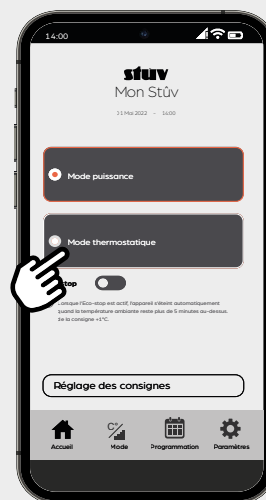 14:00
stûv
Mon Stûv
31 Mai 2022 - 14:00
Mode puissance
Mode thermostatique
stop
Lorsque l'Eco-stop est actif, l'appareil s'éteint automatiquement
quand la température ambiante reste plus de 5 minutes au-dessus.
de la consigne +1°C.
Réglage des consignes
C°
Accueil Mode Programmation Paramètres